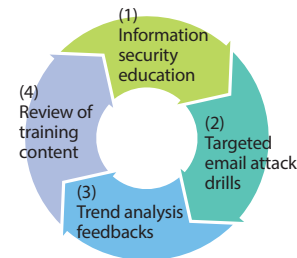 (1)
Information
security
education
(2)
Targeted
email attack
drills
(3)
Trend analysis
feedbacks
(4)
Review of
training
content